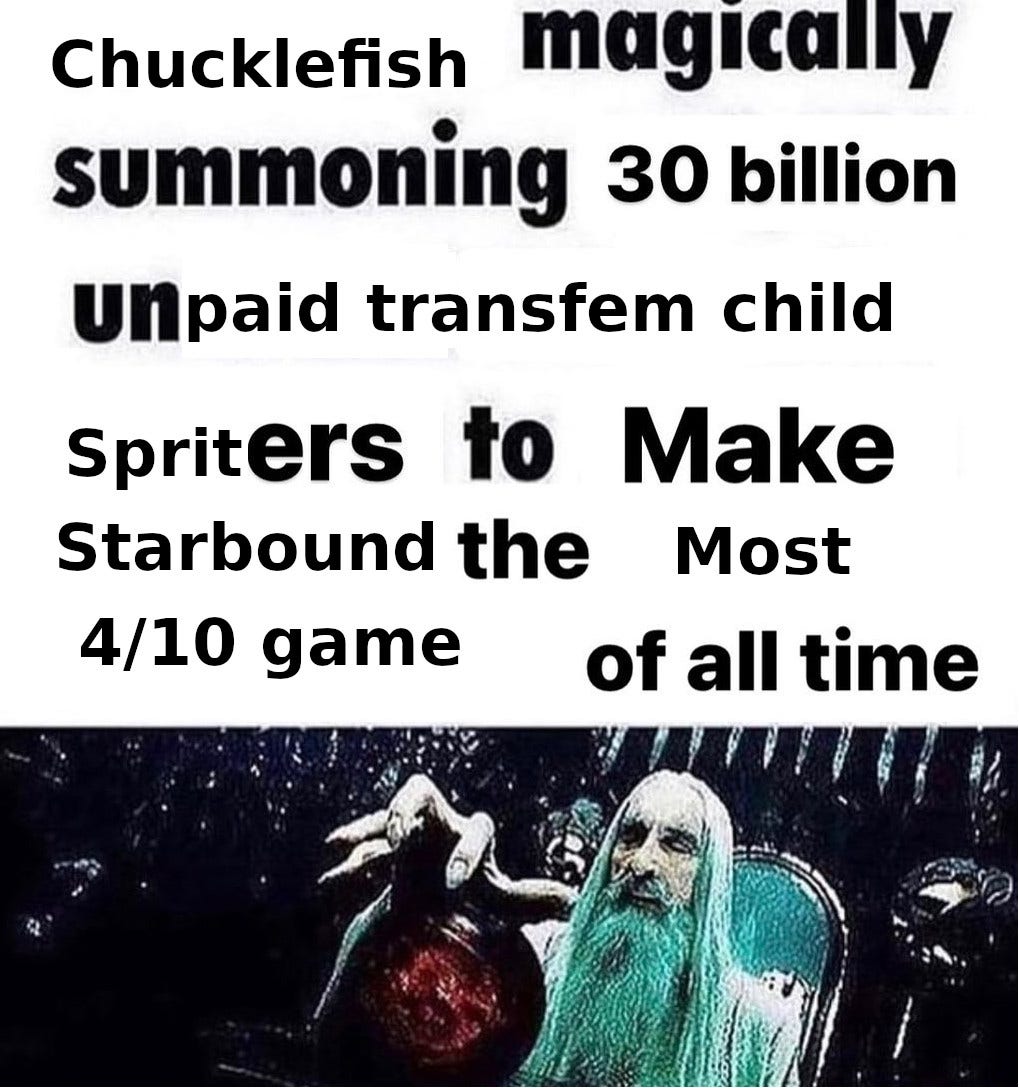 Chucklefish magically
summoning 30 billion
unpaid transfem child
Spriters to Make
Starbound the Most
4/10 game of all time